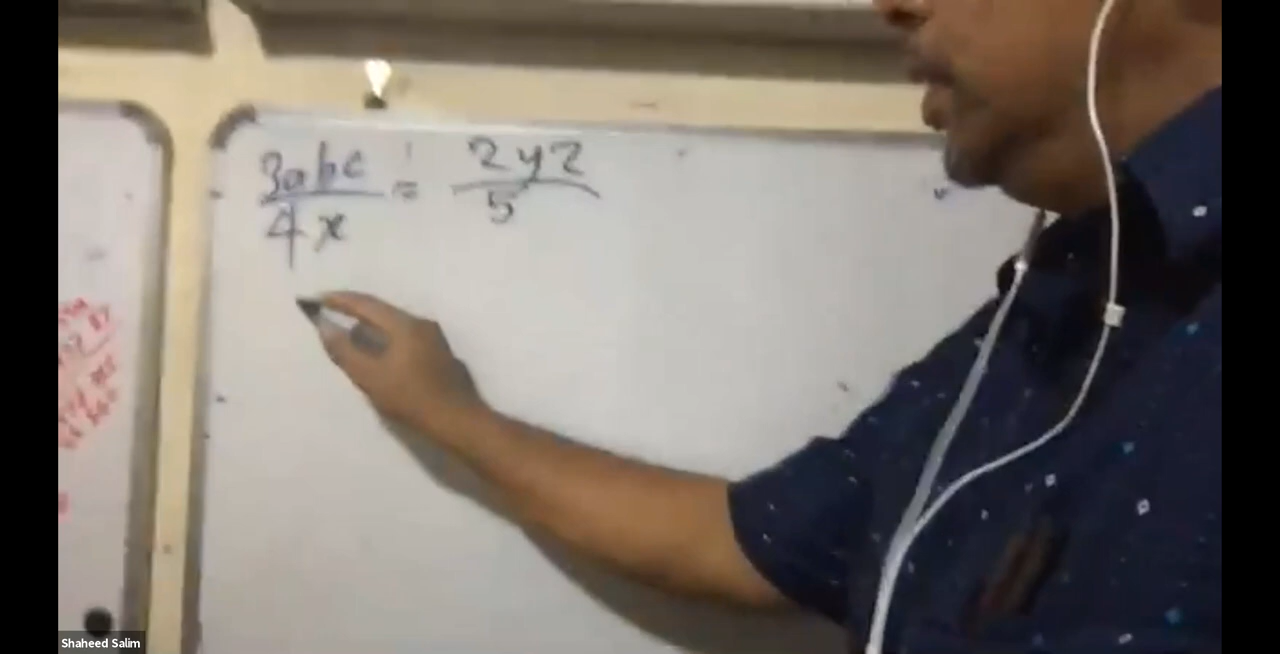 3abc = 2yz
4x 5
Shaheed Salim